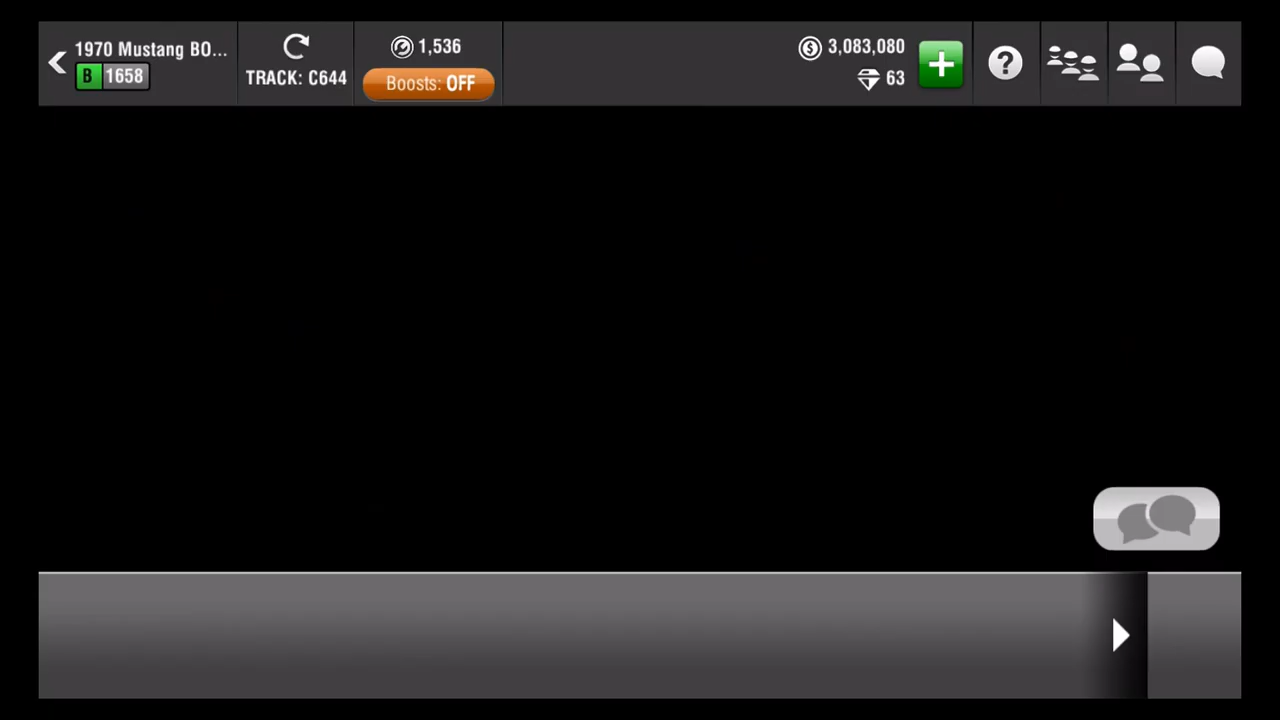 1970 Mustang BO...
B 1658
TRACK: C644
1,536
Boosts: OFF
3,083,080
63